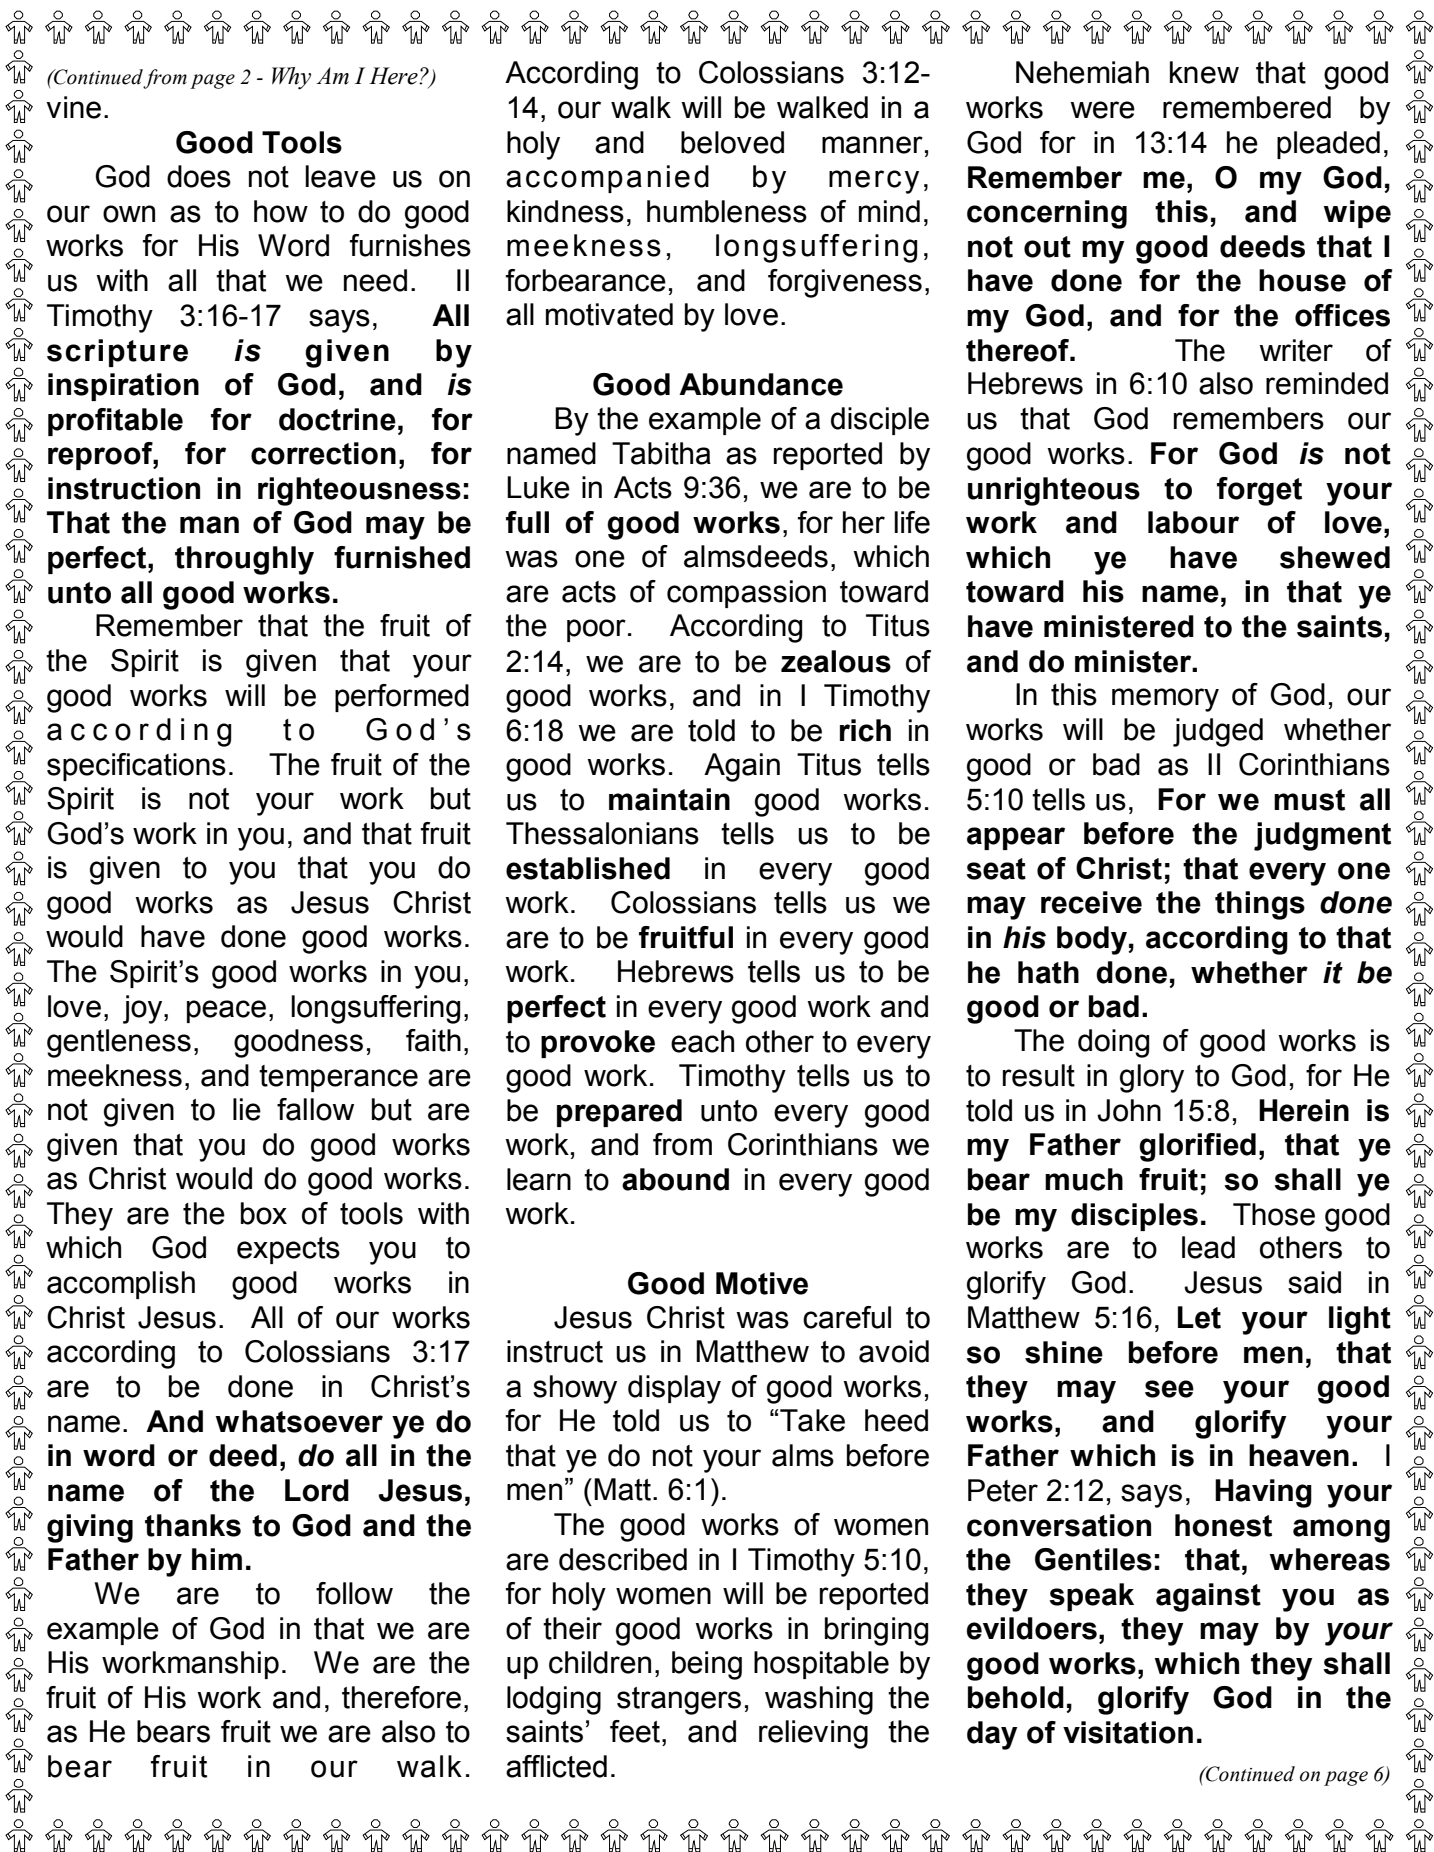 (Continued from page 2 - Why Am I Here?)
vine.
Good Tools
God does not leave us on
our own as to how to do good
works for His Word furnishes
us with all that we need. II
Timothy 3:16-17 says, All
scripture is given by
inspiration of God, and is
profitable for doctrine, for
reproof, for correction, for
instruction in righteousness:
That the man of God may be
perfect, throughly furnished
unto all good works.
Remember that the fruit of
the Spirit is given that your
good works will be performed
according to God's
specifications. The fruit of the
Spirit is not your work but
God's work in you, and that fruit
is given to you that you do
good works as Jesus Christ
would have done good works.
The Spirit's good works in you,
love, joy, peace, longsuffering,
gentleness, goodness, faith,
meekness, and temperance are
not given to lie fallow but are
given that you do good works
as Christ would do good works.
They are the box of tools with
which God expects you to
accomplish good works in
Christ Jesus. All of our works
according to Colossians 3:17
are to be done in Christ's
name. And whatsoever ye do
in word or deed, do all in the
name of the Lord Jesus,
giving thanks to God and the
Father by him.
We are to follow the
example of God in that we are
His workmanship. We are the
fruit of His work and, therefore,
as He bears fruit we are also to
bear fruit in our walk.
According to Colossians 3:12-
14, our walk will be walked in a
holy and beloved manner,
accompanied by mercy,
kindness, humbleness of mind,
meekness, longsuffering,
forbearance, and forgiveness,
all motivated by love.
Good Abundance
By the example of a disciple
named Tabitha as reported by
Luke in Acts 9:36, we are to be
full of good works, for her life
was one of almsdeeds, which
are acts of compassion toward
the poor. According to Titus
2:14, we are to be zealous of
good works, and in I Timothy
6:18 we are told to be rich in
good works. Again Titus tells
us to maintain good works.
Thessalonians tells us to be
established in every good
work. Colossians tells us we
are to be fruitful in every good
work. Hebrews tells us to be
perfect in every good work and
to provoke each other to every
good work. Timothy tells us to
be prepared unto every good
work, and from Corinthians we
learn to abound in every good
work.
Good Motive
Jesus Christ was careful to
instruct us in Matthew to avoid
a showy display of good works,
for He told us to “Take heed
that ye do not your alms before
men” (Matt. 6:1).
The good works of women
are described in I Timothy 5:10,
for holy women will be reported
of their good works in bringing
up children, being hospitable by
lodging strangers, washing the
saints' feet, and relieving the
afflicted.
Nehemiah knew that good
works were remembered by
God for in 13:14 he pleaded,
Remember me, O my God,
concerning this, and wipe
not out my good deeds that I
have done for the house of
my God, and for the offices
thereof. The writer of
Hebrews in 6:10 also reminded
us that God remembers our
good works. For God is not
unrighteous to forget your
work and labour of love,
which ye have shewed
toward his name, in that ye
have ministered to the saints,
and do minister.
In this memory of God, our
works will be judged whether
good or bad as II Corinthians
5:10 tells us, For we must all
appear before the judgment
seat of Christ; that every one
may receive the things done
in his body, according to that
he hath done, whether it be
good or bad.
The doing of good works is
to result in glory to God, for He
told us in John 15:8, Herein is
my Father glorified, that ye
bear much fruit; so shall ye
be my disciples. Those good
works are to lead others to
glorify God. Jesus said in
Matthew 5:16, Let your light
so shine before men, that
they may see your good
works, and glorify your
Father which is in heaven. I
Peter 2:12, says, Having your
conversation honest among
the Gentiles: that, whereas
they speak against you as
evildoers, they may by your
good works, which they shall
behold, glorify God in the
day of visitation.
(Continued on page 6)